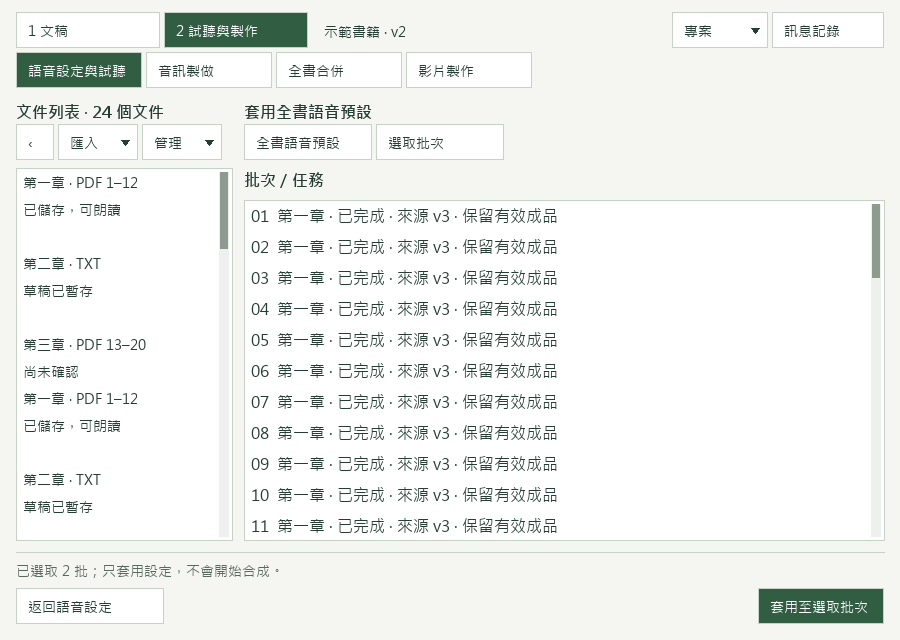 1 文稿
2 試聽與製作
示範書籍 · v2
專案
訊息記錄
語音設定與試聽
音訊製做
全書合併
影片製作
文件列表 · 24 個文件
‹
匯入
管理
第一章 · PDF 1–12
已儲存，可朗讀
第二章 · TXT
草稿已暫存
第三章 · PDF 13–20
尚未確認
第一章 · PDF 1–12
已儲存，可朗讀
第二章 · TXT
草稿已暫存
套用全書語音預設
全書語音預設
選取批次
批次 / 任務
01 第一章 · 已完成 · 來源 v3 · 保留有效成品
02 第一章 · 已完成 · 來源 v3 · 保留有效成品
03 第一章 · 已完成 · 來源 v3 · 保留有效成品
04 第一章 · 已完成 · 來源 v3 · 保留有效成品
05 第一章 · 已完成 · 來源 v3 · 保留有效成品
06 第一章 · 已完成 · 來源 v3 · 保留有效成品
07 第一章 · 已完成 · 來源 v3 · 保留有效成品
08 第一章 · 已完成 · 來源 v3 · 保留有效成品
09 第一章 · 已完成 · 來源 v3 · 保留有效成品
10 第一章 · 已完成 · 來源 v3 · 保留有效成品
11 第一章 · 已完成 · 來源 v3 · 保留有效成品
已選取 2 批；只套用設定，不會開始合成。
返回語音設定
套用至選取批次